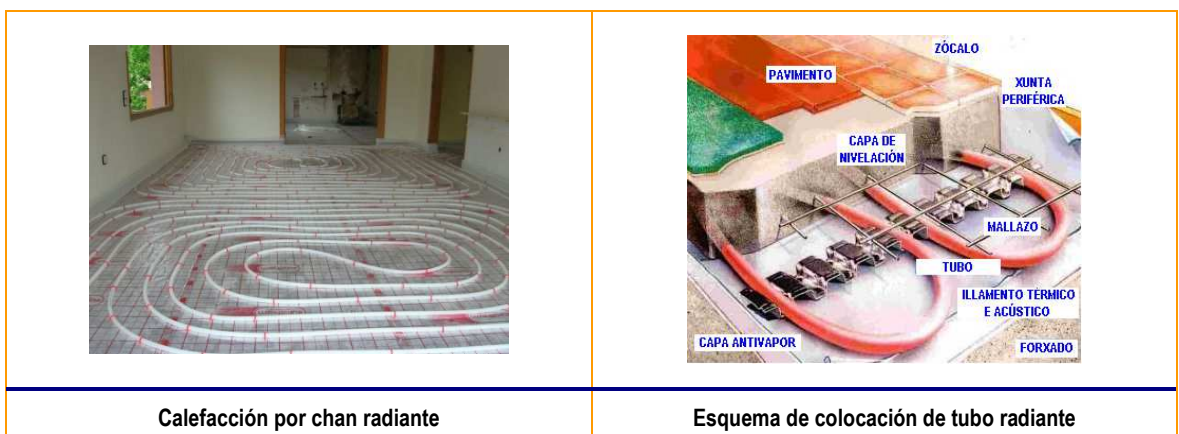 ZÓCALO
PAVIMENTO
XUNTA
PERIFÉRICA
CAPA DE
NIVELACIÓN
MALLAZO
TUBO
ILLAMENTO TÉRMICO
E ACÚSTICO
CAPA ANTIVAPOR
FORXADO
Calefacción por chan radiante
Esquema de colocación de tubo radiante